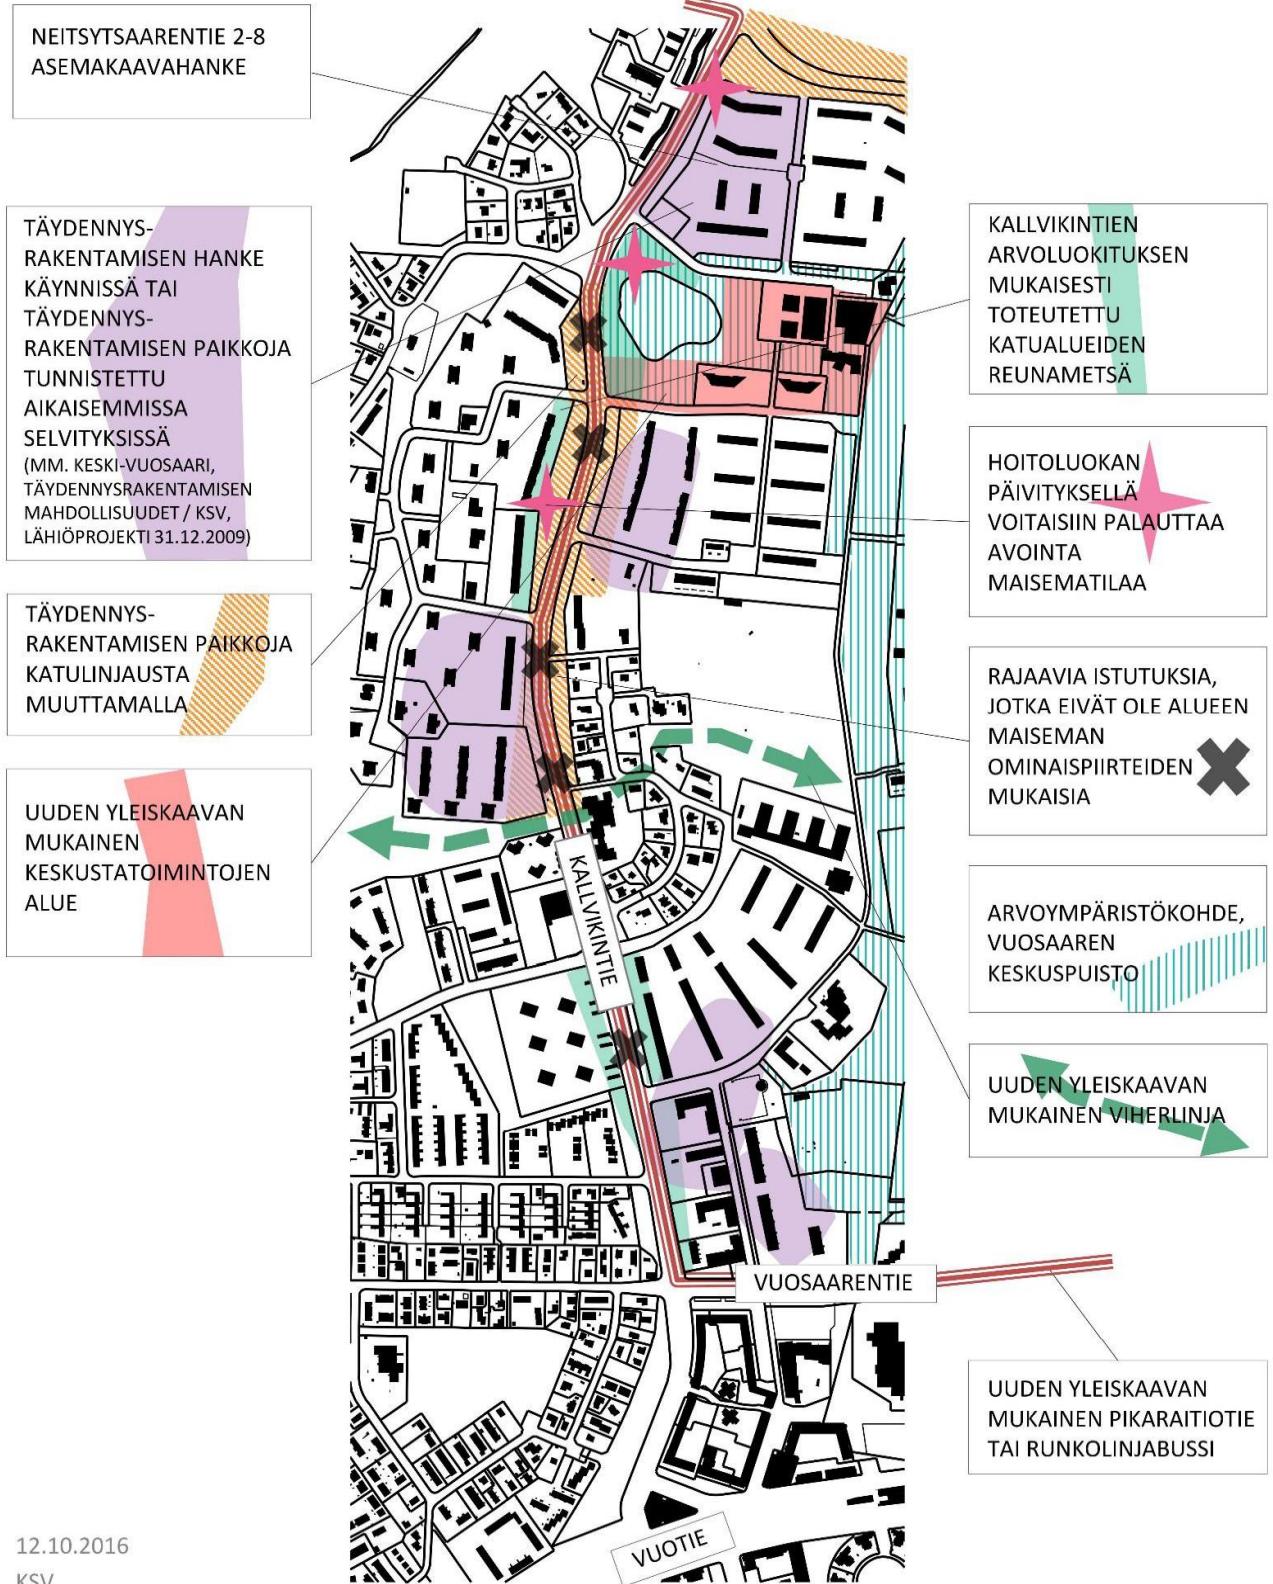 NEITSYTSAARENTIE 2-8
ASEMAKAAVAHANKE
TÄYDENNYS-
RAKENTAMISEN HANKE
KÄYNNISSÄ TAI
TÄYDENNYS-
RAKENTAMISEN PAIKKOJA
TUNNISTETTU
AIKAISEMMISSA
SELVITYKSISSÄ
(MM. KESKI-VUOSAARI,
TÄYDENNYSRAKENTAMISEN
MAHDOLLISUUDET / KSV,
LÄHIÖPROJEKTI 31.12.2009)
TÄYDENNYS-
RAKENTAMISEN PAIKKOJA
KATULINJAUSTA
MUUTTAMALLA
UUDEN YLEISKAAVAN
MUKAINEN
KESKUSTATOIMINTOJEN
ALUE
KALLVIKINTIE
VUOSAARENTIE
VUOTIE
KALLVIKINTIEN
ARVOLUOKITUKSEN
MUKAISESTI
TOTEUTETTU
KATUALUEIDEN
REUNAMETSÄ
HOITOLUOKAN
PÄIVITYKSELLÄ
VOITAISIIN PALAUTTAA
AVOINTA
MAISEMATILAA
RAJAAVIA ISTUTUKSIA,
JOTKA EIVÄT OLE ALUEEN
MAISEMAN
OMINAISPIIRTEIDEN
MUKAISIA
ARVOYMPÄRISTÖKOHDE,
VUOSAAREN
KESKUSPUISTO
UUDEN YLEISKAAVAN
MUKAINEN VIHERLINJA
UUDEN YLEISKAAVAN
MUKAINEN PIKARAITIOTIE
TAI RUNKOLINJABUSSI
12.10.2016
KSV